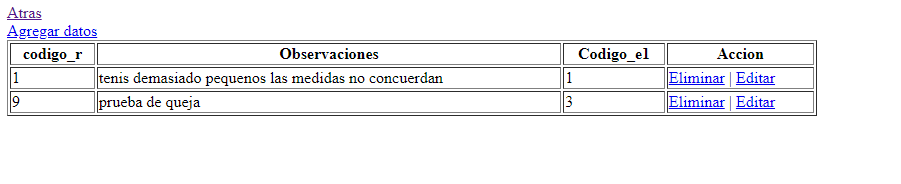 Atras
Agregar datos
codigo_r Observaciones Codigo_e1 Accion
1 tenis demasiado pequenos las medidas no concuerdan 1 Eliminar | Editar
9 prueba de queja 3 Eliminar | Editar